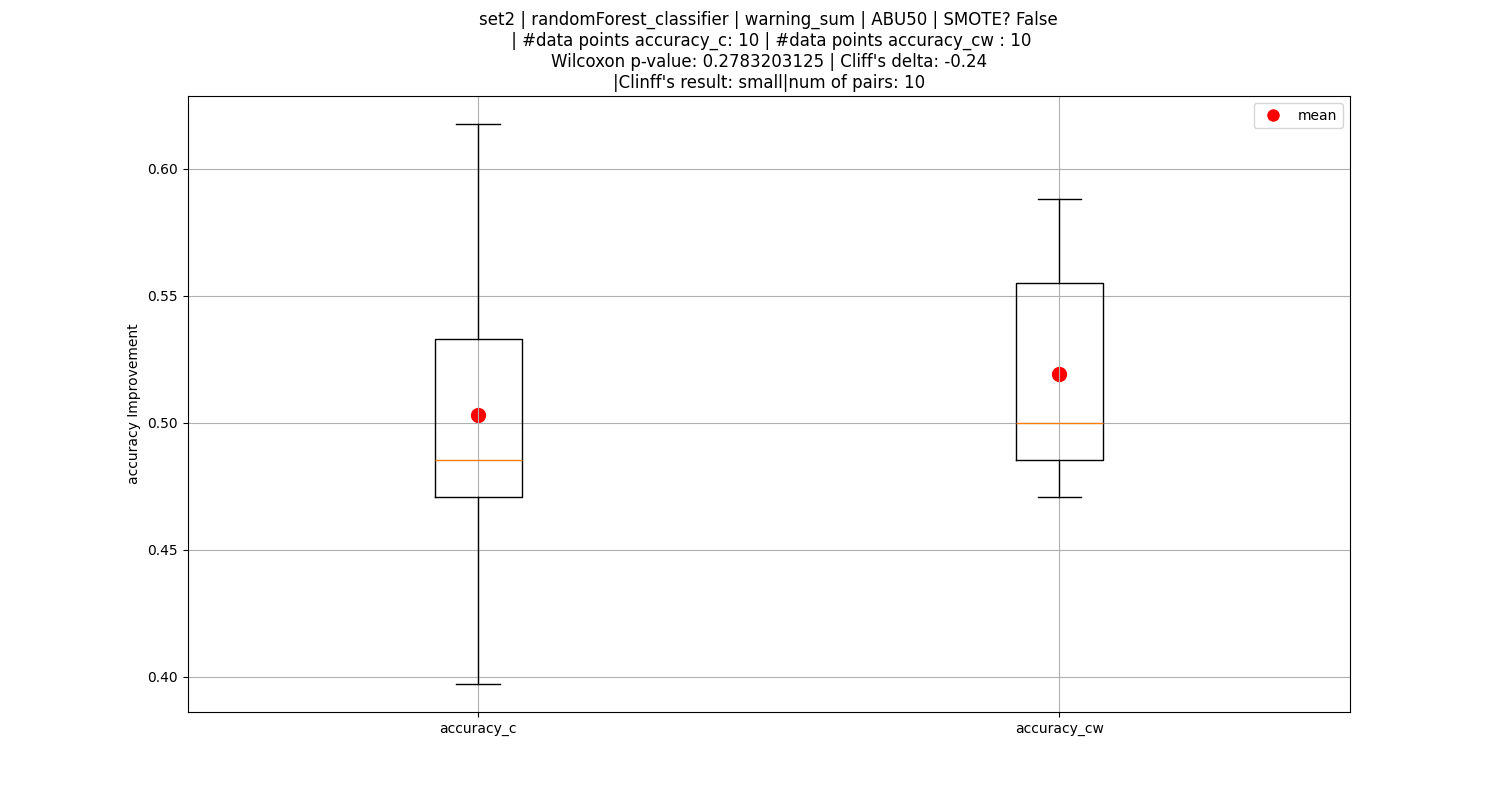 set2 | randomForest_classifier | warning_sum | ABU50 | SMOTE? False
| #data points accuracy_c: 10 | #data points accuracy_cw : 10
Wilcoxon p-value: 0.2783203125 | Cliff's delta: -0.24
|Clinff's result: small|num of pairs: 10
mean
0.60
0.55
0.50
0.45
0.40
accuracy Improvement
accuracy_c
accuracy_cw